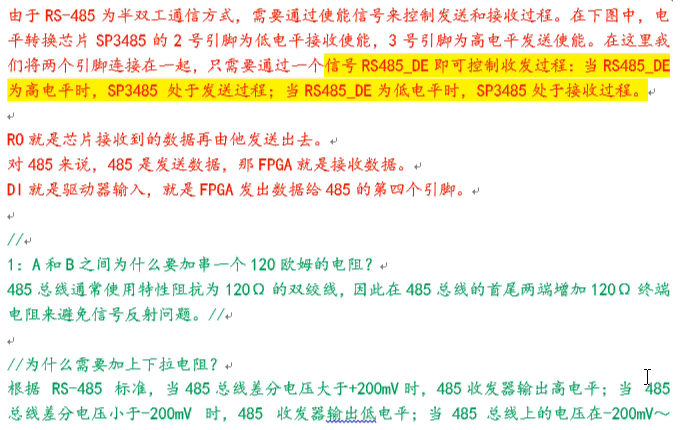 由于 RS-485 为半双工通信方式，需要通过使能信号来控制发送和接收过程。在下图中，电
平转换芯片 SP3485 的 2 号引脚为低电平接收使能，3 号引脚为高电平发送使能。在这里我
们将两个引脚连接在一起，只需要通过一个信号 RS485_DE 即可控制收发过程：当 RS485_DE
为高电平时，SP3485 处于发送过程；当 RS485_DE 为低电平时，SP3485 处于接收过程。
RO 就是芯片接收到的数据再由他发送出去。
对 485 来说，485 是发送数据，那 FPGA 就是接收数据。
DI 就是驱动器输入，就是 FPGA 发出数据给 485 的第四个引脚。
//
1：A 和 B 之间为什么要加串一个 120 欧姆的电阻？
485 总线通常使用特性阻抗为 120Ω 的双绞线，因此在 485 总线的首尾两端增加 120Ω 终端
电阻来避免信号反射问题。//
//为什么需要加上下拉电阻？
根据 RS-485 标准，当 485 总线差分电压大于+200mV 时，485 收发器输出高电平；当 485
总线差分电压小于-200mV 时，485 收发器输出低电平；当 485 总线上的电压在-200mV～